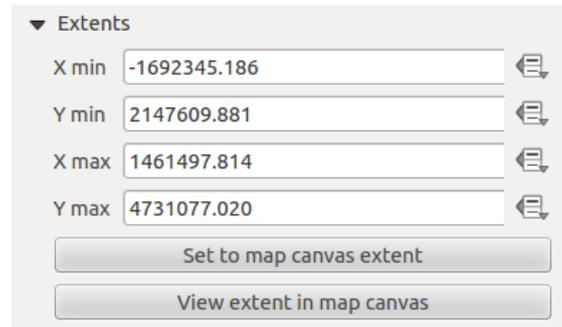 Extents
X min -1692345.186
Y min 2147609.881
X max 1461497.814
Y max 4731077.020
Set to map canvas extent
View extent in map canvas